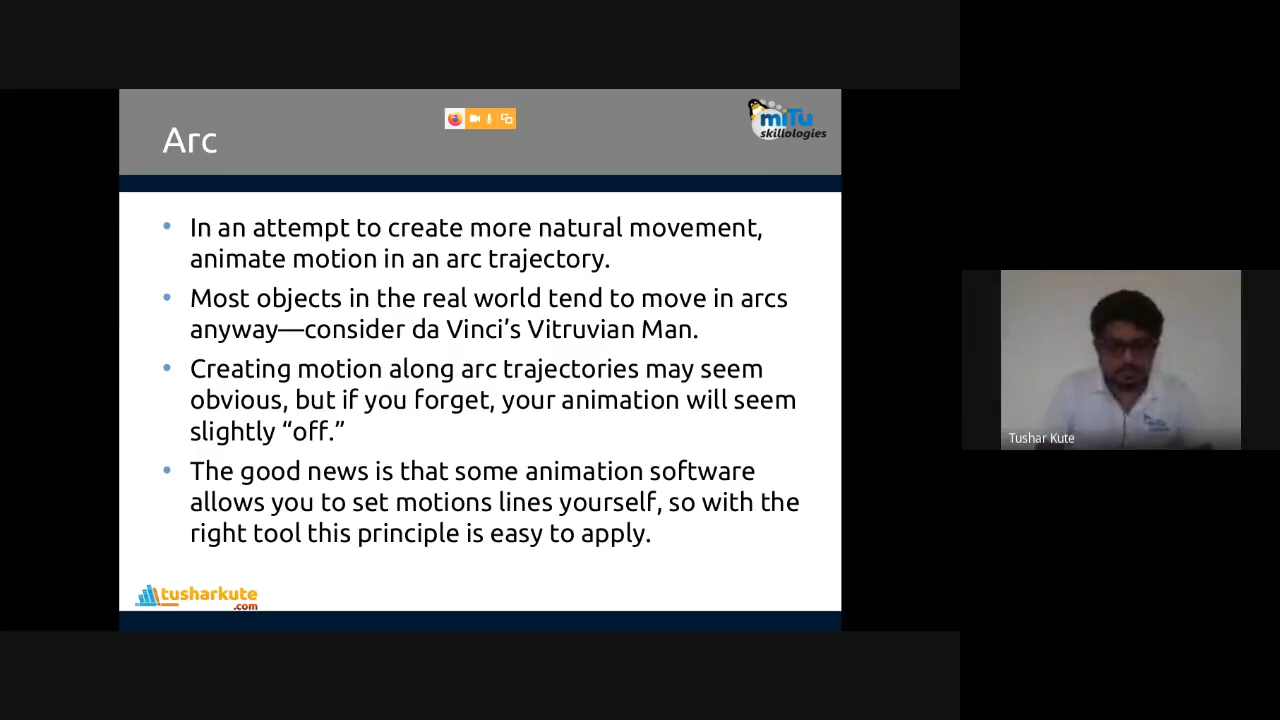 Arc
miTu
skillologies
• In an attempt to create more natural movement,
animate motion in an arc trajectory.
• Most objects in the real world tend to move in arcs
anyway—consider da Vinci’s Vitruvian Man.
• Creating motion along arc trajectories may seem
obvious, but if you forget, your animation will seem
slightly “off.”
• The good news is that some animation software
allows you to set motions lines yourself, so with the
right tool this principle is easy to apply.
tusharkute
.com
Tushar Kute